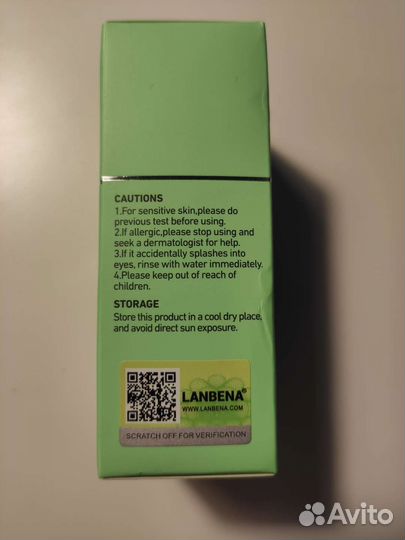 CAUTIONS
1.For sensitive skin,please do
previous test before using.
2.If allergic,please stop using and
seek a dermatologist for help.
3.If it accidentally splashes into
eyes, rinse with water immediately.
4.Please keep out of reach of
children.
STORAGE
Store this product in a cool dry place,
and avoid direct sun exposure.
LANBENA®
WWW.LANBENA.COM
SCRATCH OFF FOR VERIFICATION
Avito